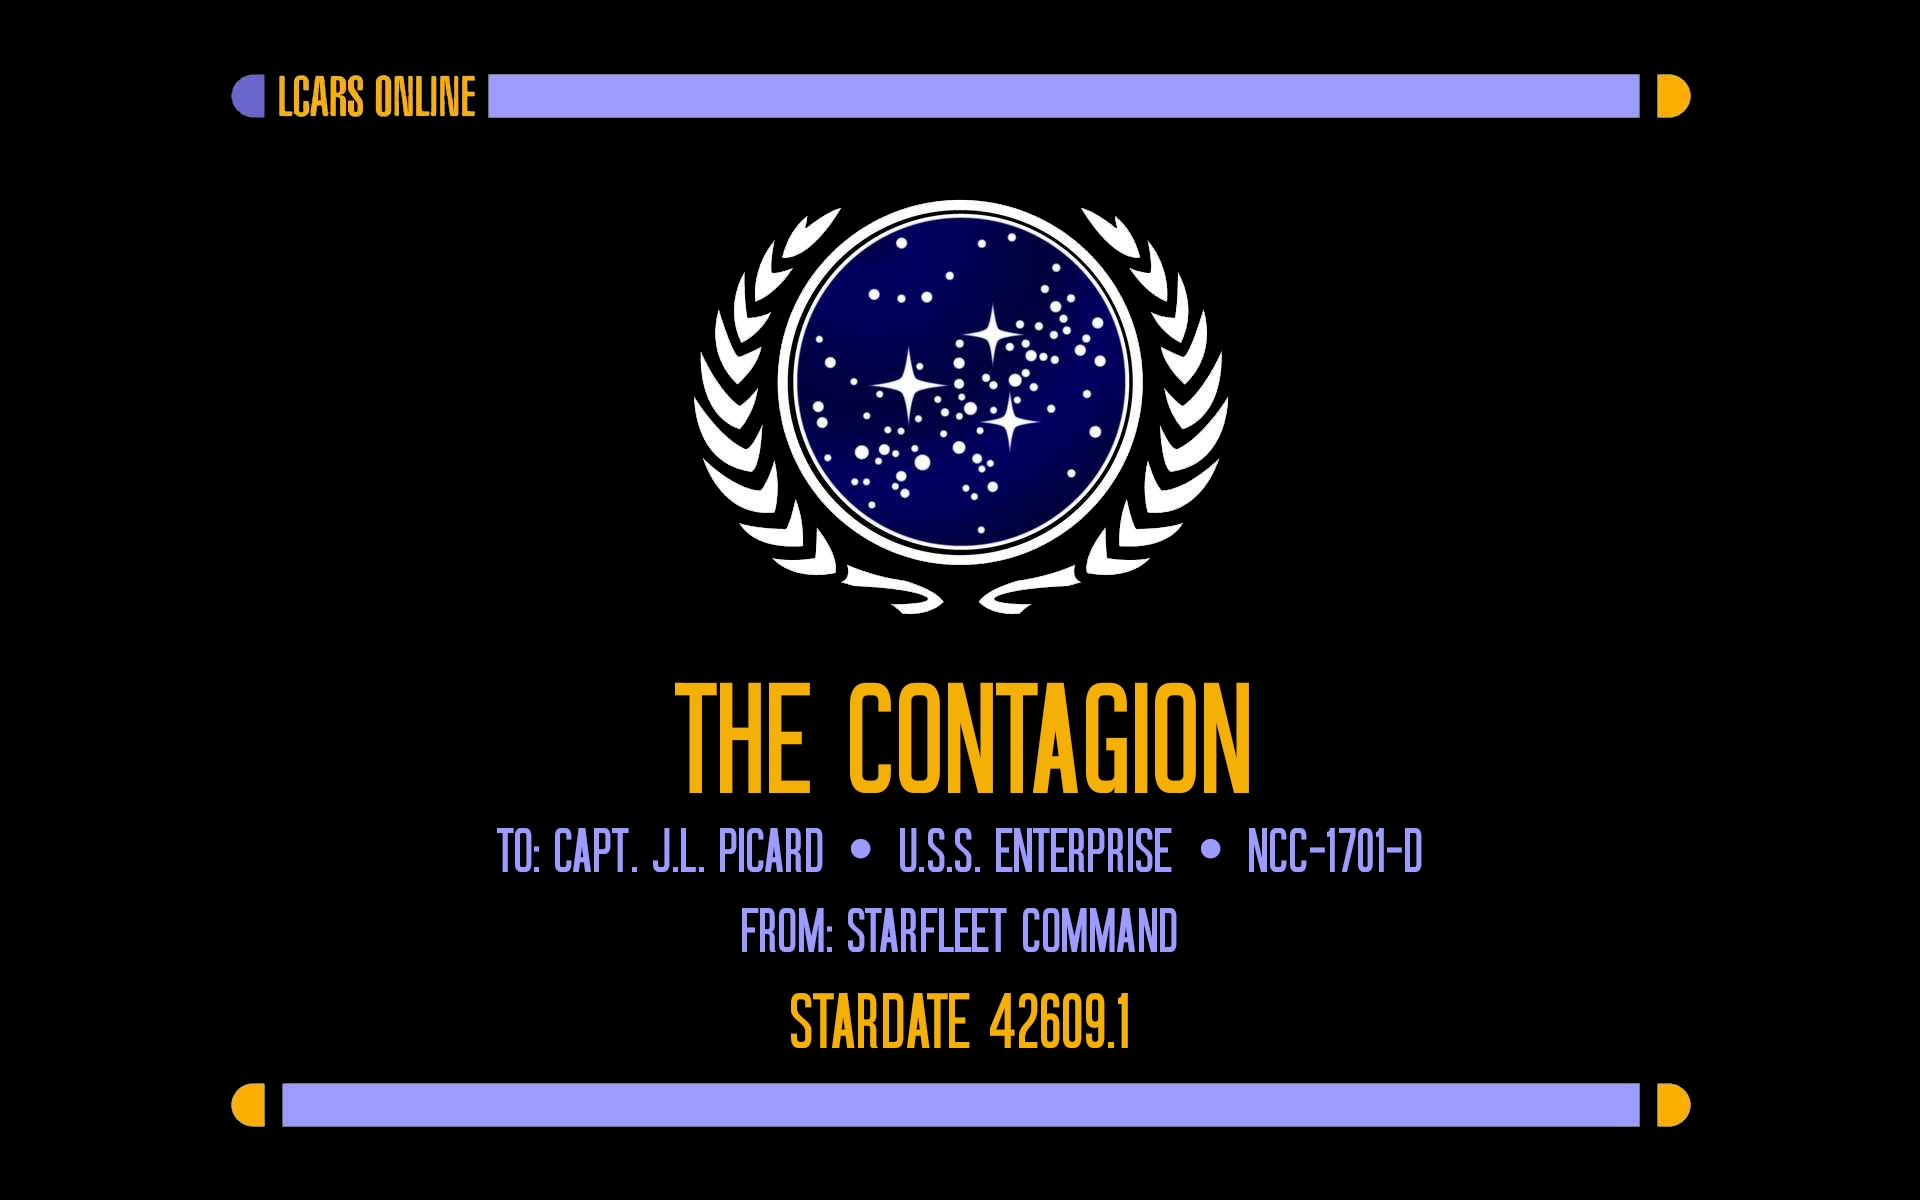 LCARS ONLINE
THE CONTAGION
TO: CAPT. J.L. PICARD • U.S.S. ENTERPRISE • NCC-1701-D
FROM: STARFLEET COMMAND
STARDATE 42609.1